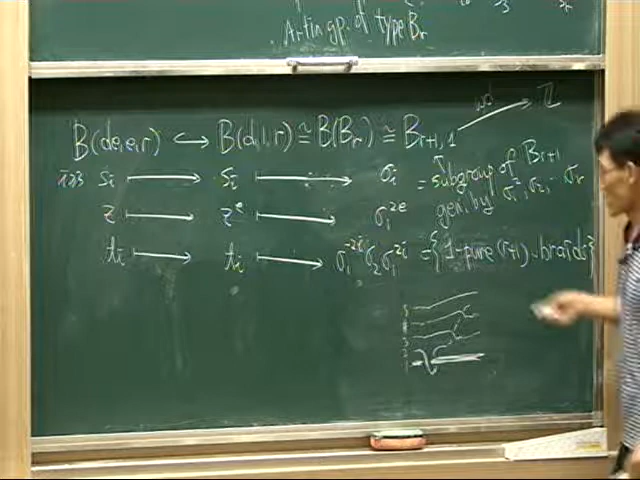 Artin gp. of type Br
B(de,e,r) ↪ B(d,1,r) ≅ B(Br) ≅ Br+1,1 → ℤ
i≥3 si ⟼ si ⟼ σi = subgroup of Br+1
z ⟼ z^e ⟼ σ1^2e gen. by σ1^2, σ2, ⋯ σr
ti ⟼ ti ⟼ σ1^-2i σ2 σ1^2i = {1-pure (r+1)-braids}